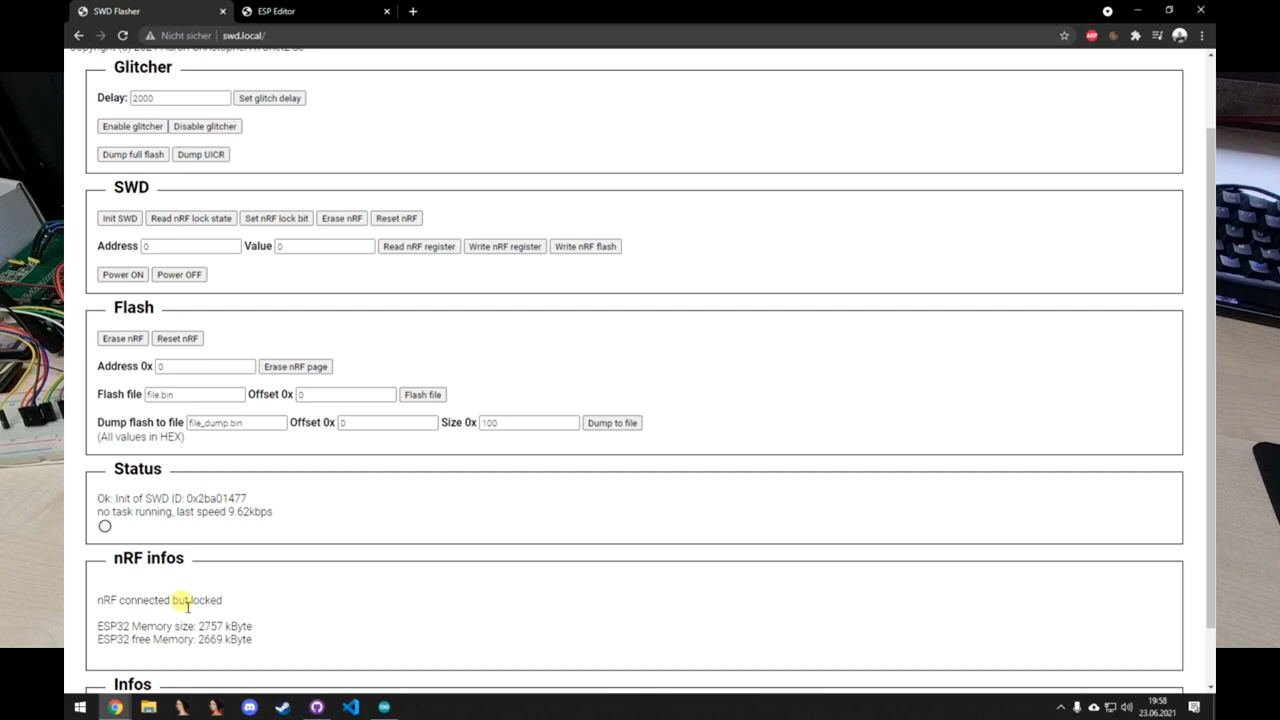 SWD Flasher
ESP Editor
Nicht sicher
swd.local/
ABP
Glitcher
Delay: 2000 Set glitch delay
Enable glitcher Disable glitcher
Dump full flash Dump UICR
SWD
Init SWD Read nRF lock state Set nRF lock bit Erase nRF Reset nRF
Address 0 Value 0 Read nRF register Write nRF register Write nRF flash
Power ON Power OFF
Flash
Erase nRF Reset nRF
Address 0x 0 Erase nRF page
Flash file file.bin Offset 0x 0 Flash file
Dump flash to file file_dump.bin Offset 0x 0 Size 0x 100 Dump to file
(All values in HEX)
Status
Ok: Init of SWD ID: 0x2ba01477
no task running, last speed 9.62kbps
nRF infos
nRF connected but locked
ESP32 Memory size: 2757 kByte
ESP32 free Memory: 2669 kByte
Infos
19:58
23.06.2021